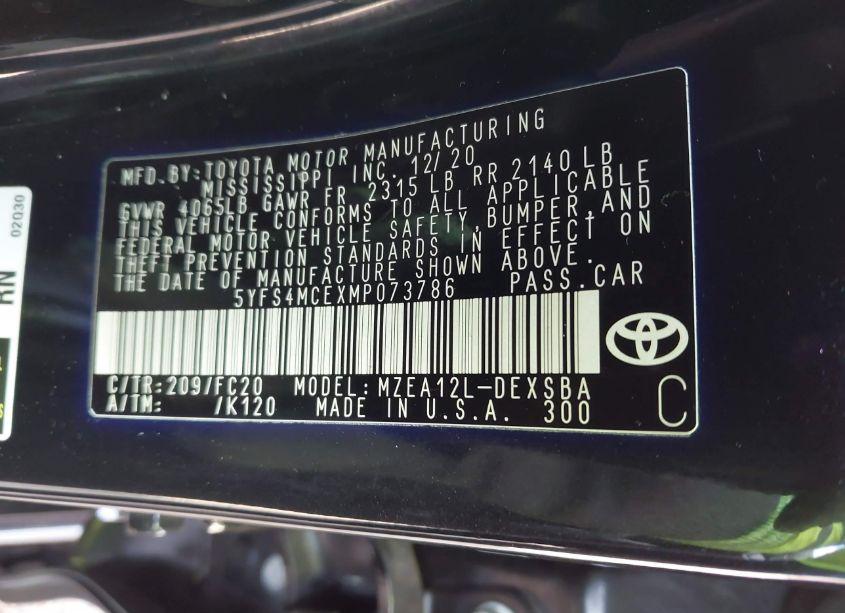 MFD.BY:TOYOTA MOTOR MANUFACTURING
MISSISSIPPI INC. 12/20
GVWR 4065LB GAWR FR 2315 LB RR 2140 LB
THIS VEHICLE CONFORMS TO ALL APPLICABLE
FEDERAL MOTOR VEHICLE SAFETY,BUMPER,AND
THEFT PREVENTION STANDARDS IN EFFECT ON
THE DATE OF MANUFACTURE SHOWN ABOVE.
5YFS4MCEXMP073786 PASS.CAR
C/TR:209/FC20 MODEL:MZEA12L-DEXSBA
A/TM: /K120 MADE IN U.S.A. 300 C
02Q30
RN